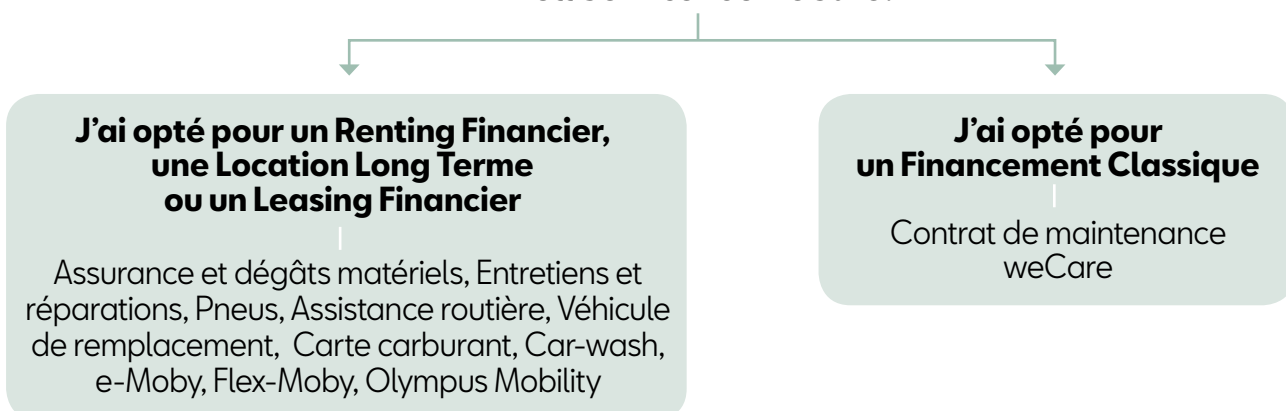 J'ai opté pour un Renting Financier,
une Location Long Terme
ou un Leasing Financier
Assurance et dégâts matériels, Entretiens et
réparations, Pneus, Assistance routière, Véhicule
de remplacement, Carte carburant, Car-wash,
e-Moby, Flex-Moby, Olympus Mobility
J'ai opté pour
un Financement Classique
Contrat de maintenance
weCare